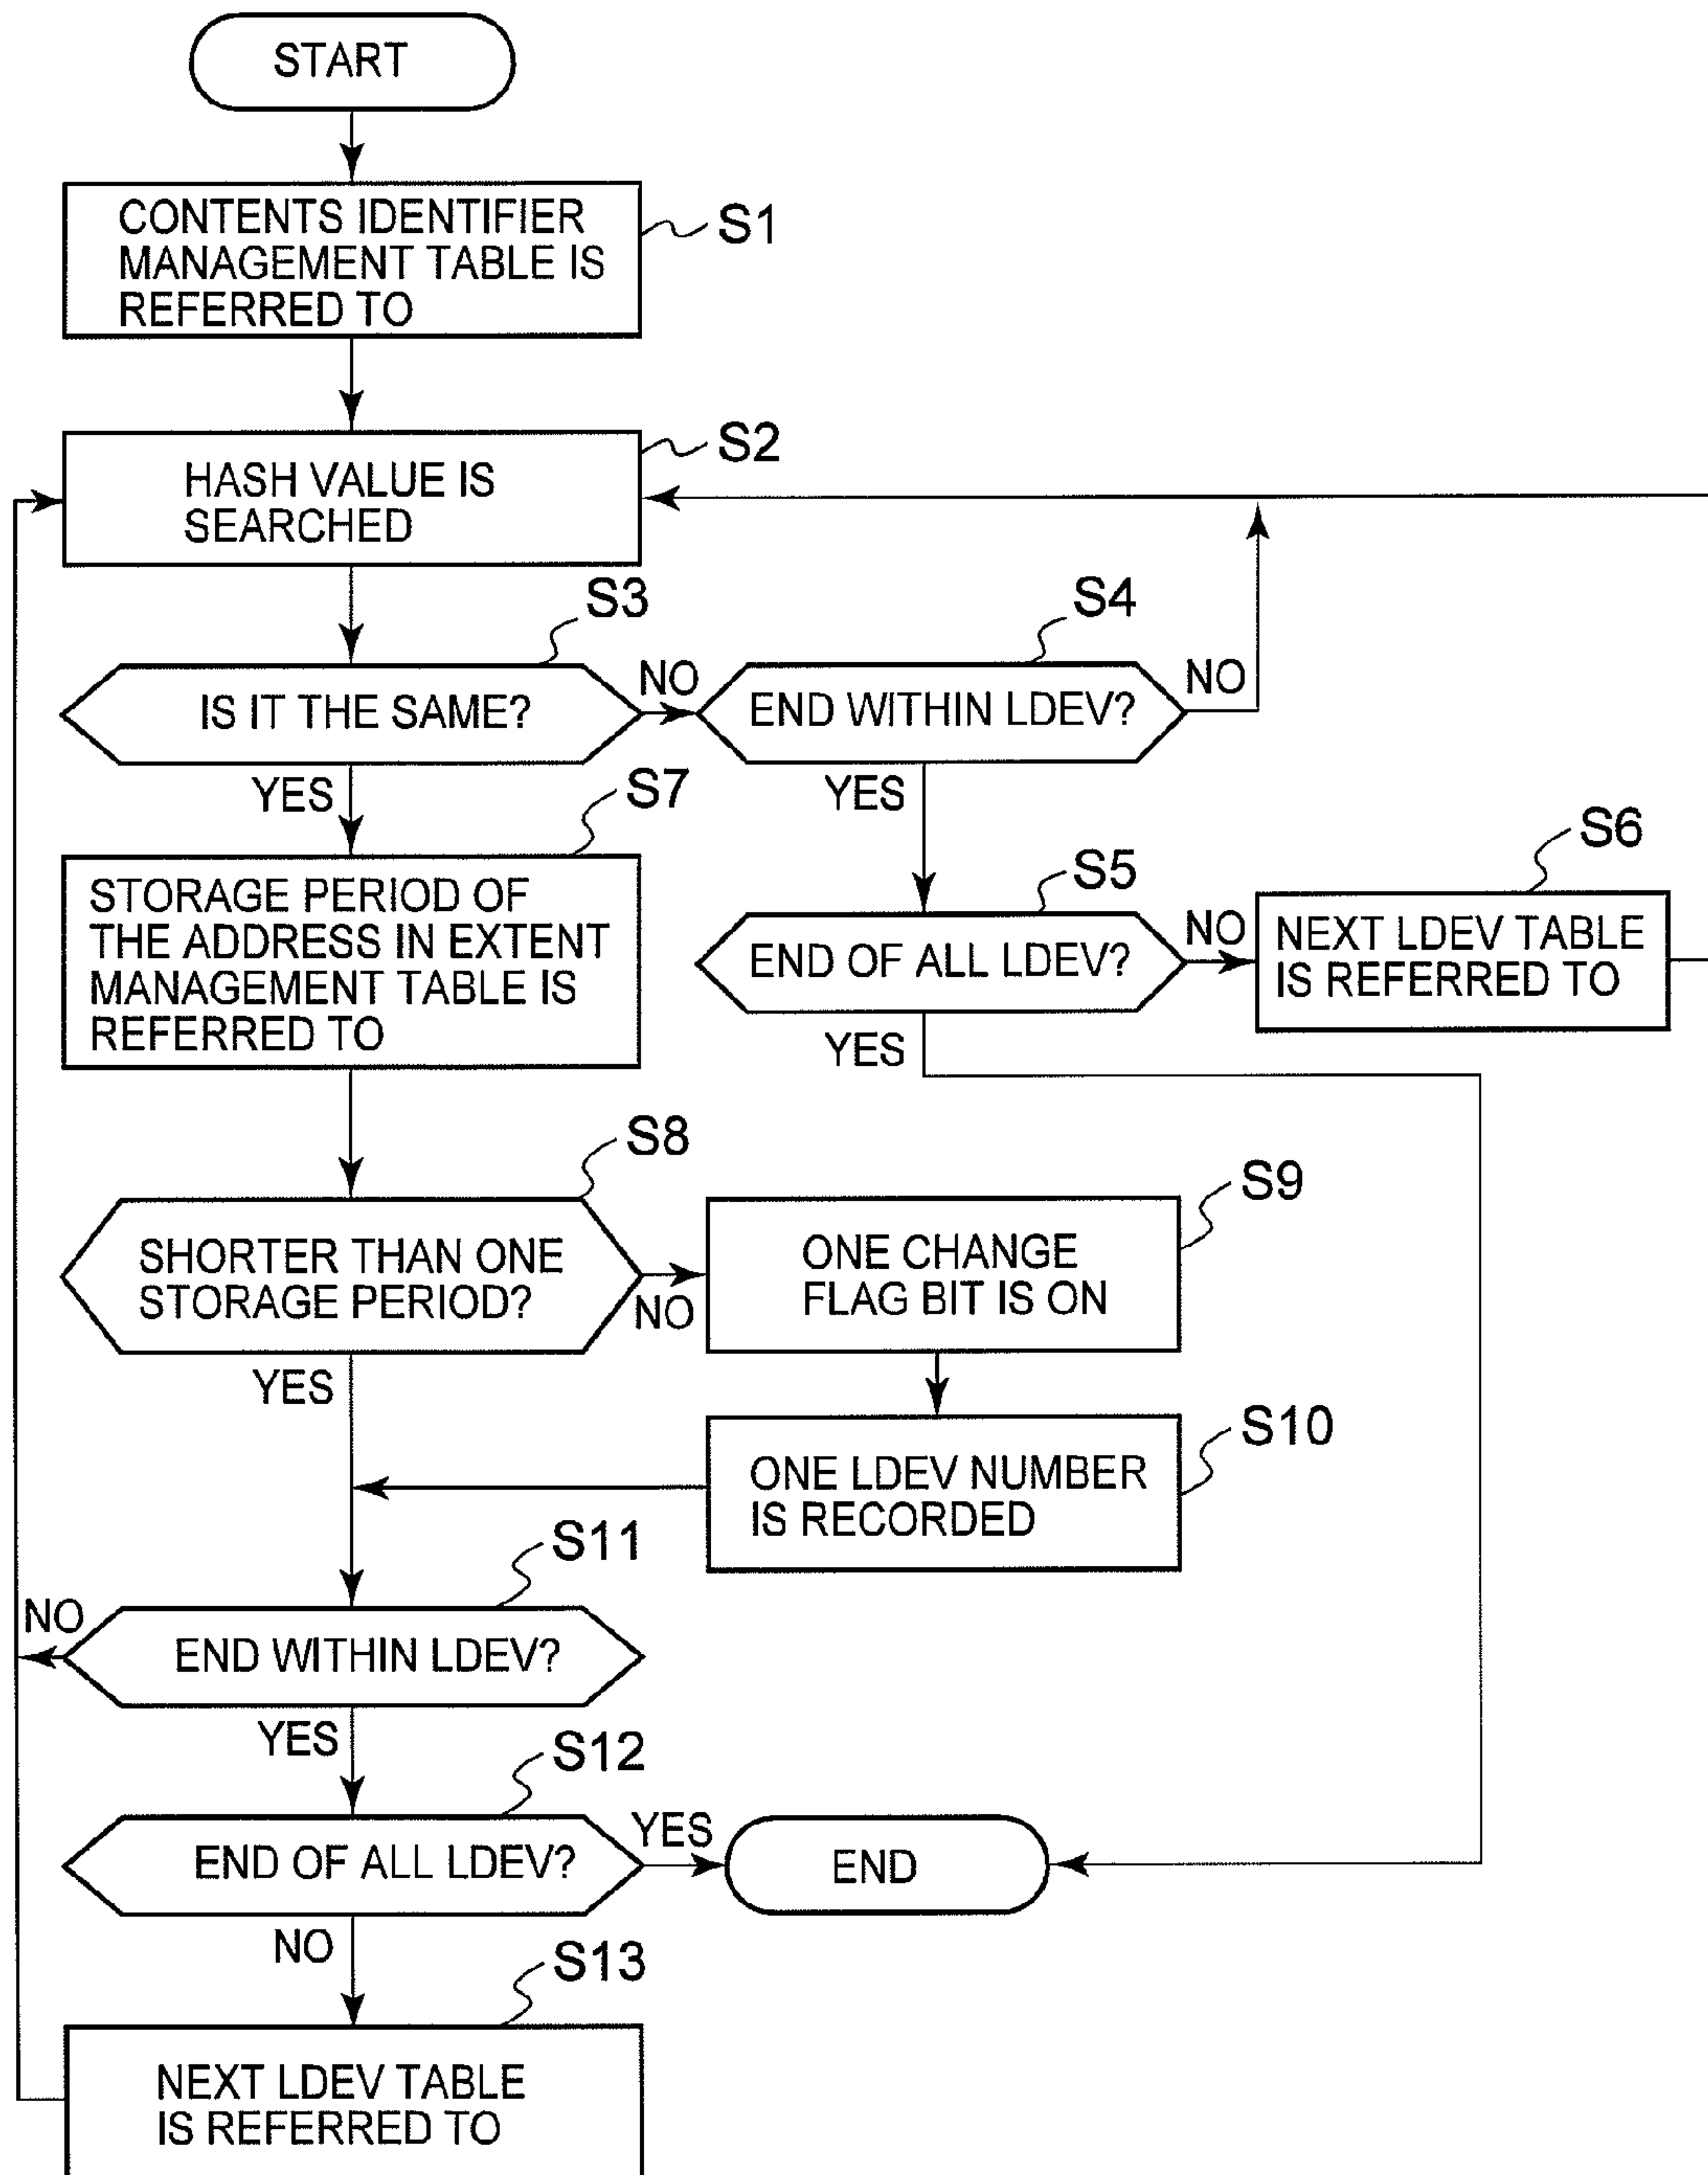 START
CONTENTS IDENTIFIER
MANAGEMENT TABLE IS
REFERRED TO
S1
HASH VALUE IS
SEARCHED
S2
IS IT THE SAME?
S3
NO
YES
END WITHIN LDEV?
S4
NO
YES
END OF ALL LDEV?
S5
NO
YES
NEXT LDEV TABLE
IS REFERRED TO
S6
STORAGE PERIOD OF
THE ADDRESS IN EXTENT
MANAGEMENT TABLE IS
REFERRED TO
S7
SHORTER THAN ONE
STORAGE PERIOD?
S8
NO
YES
ONE CHANGE
FLAG BIT IS ON
S9
ONE LDEV NUMBER
IS RECORDED
S10
END WITHIN LDEV?
S11
NO
YES
END OF ALL LDEV?
S12
YES
NO
END
NEXT LDEV TABLE
IS REFERRED TO
S13